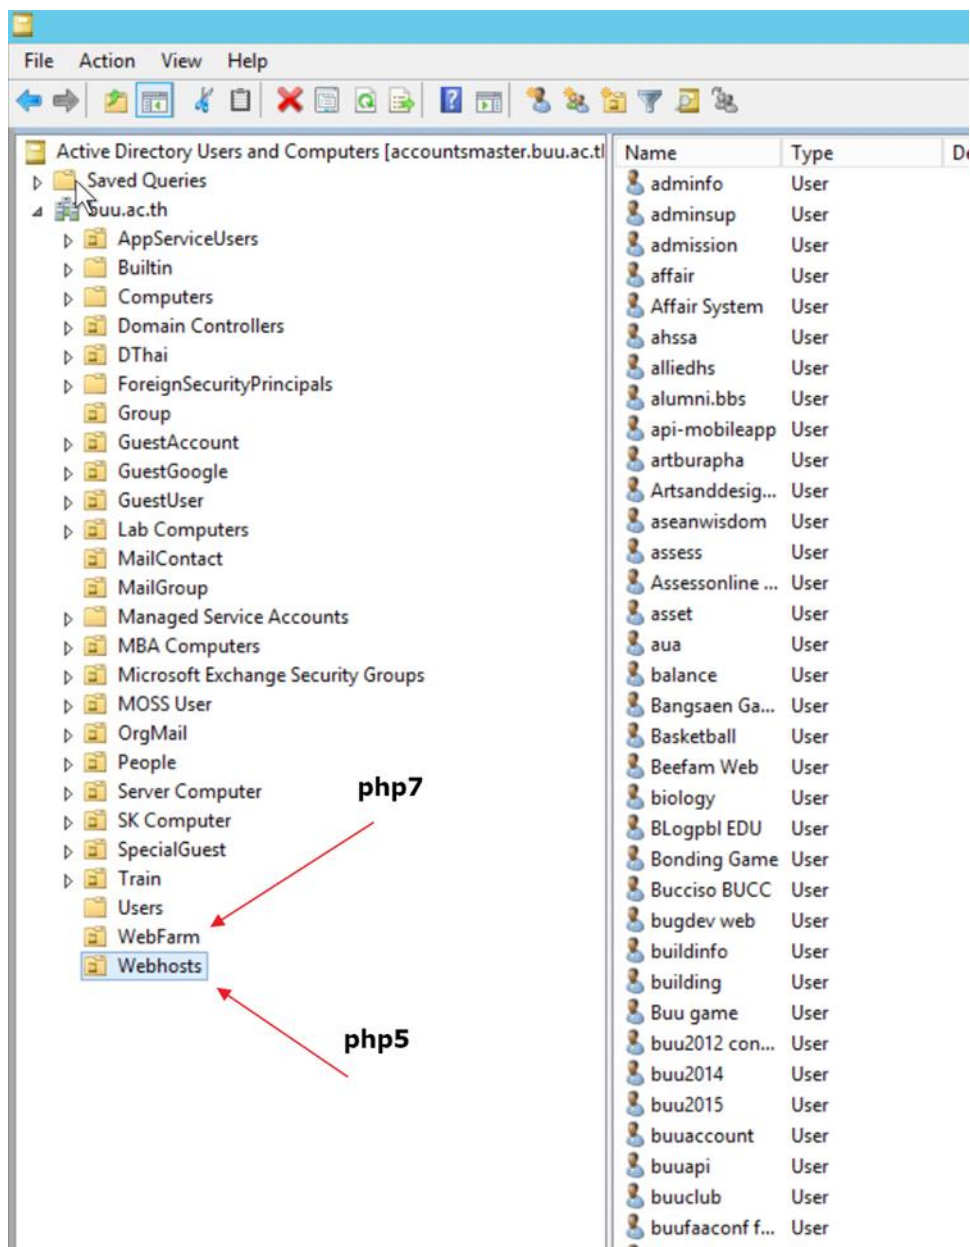 File Action View Help
Active Directory Users and Computers [accountsmaster.buu.ac.tl
Saved Queries
buu.ac.th
AppServiceUsers
Builtin
Computers
Domain Controllers
DThai
ForeignSecurityPrincipals
Group
GuestAccount
GuestGoogle
GuestUser
Lab Computers
MailContact
MailGroup
Managed Service Accounts
MBA Computers
Microsoft Exchange Security Groups
MOSS User
OrgMail
People
Server Computer
SK Computer
SpecialGuest
Train
Users
WebFarm
Webhosts
php7
php5
Name Type De
adminfo User
adminsup User
admission User
affair User
Affair System User
ahssa User
alliedhs User
alumni.bbs User
api-mobileapp User
artburapha User
Artsanddesig... User
aseanwisdom User
assess User
Assessonline ... User
asset User
aua User
balance User
Bangsaen Ga... User
Basketball User
Beefam Web User
biology User
BLogpbl EDU User
Bonding Game User
Bucciso BUCC User
bugdev web User
buildinfo User
building User
Buu game User
buu2012 con... User
buu2014 User
buu2015 User
buuaccount User
buuapi User
buuclub User
buufaaconf f... User